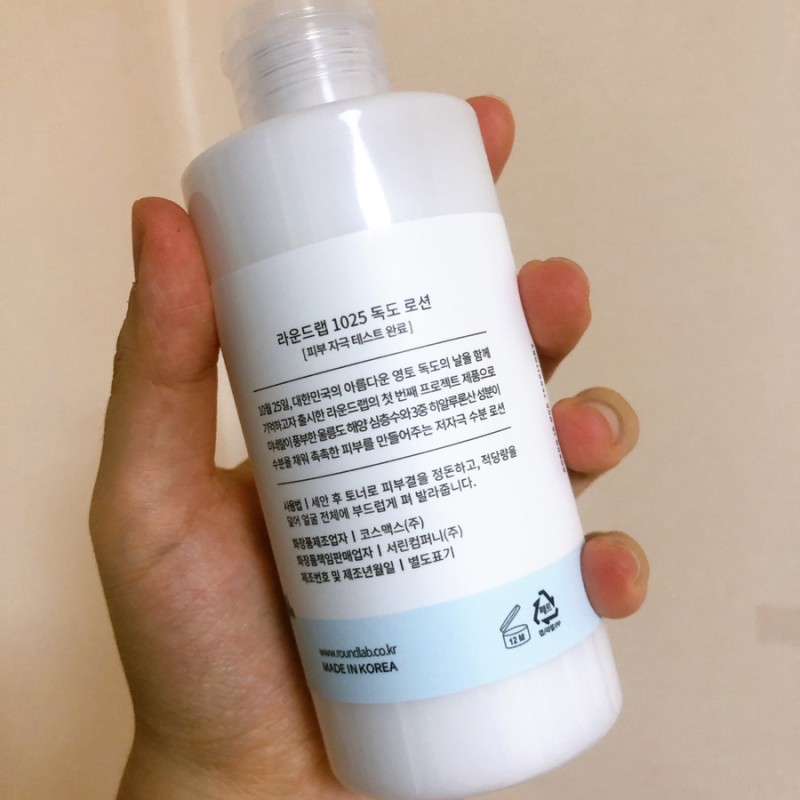 라운드랩 1025 독도 로션
[피부 자극 테스트 완료]
10월 25일, 대한민국의 아름다운 영토 독도의 날을 함께
기억하고자 출시한 라운드랩의 첫 번째 프로젝트 제품으로
미네랄이 풍부한 울릉도 해양 심층수와 3중 히알루론산 성분이
수분을 채워 촉촉한 피부를 만들어주는 저자극 수분 로션
사용법 | 세안 후 토너로 피부결을 정돈하고, 적당량을
덜어 얼굴 전체에 부드럽게 펴 발라줍니다.
화장품제조업자 | 코스맥스(주)
화장품책임판매업자 | 서린컴퍼니(주)
제조번호 및 제조년월일 | 별도표기
www.roundlab.co.kr
MADE IN KOREA
12 M
페트
캡/라벨/PP